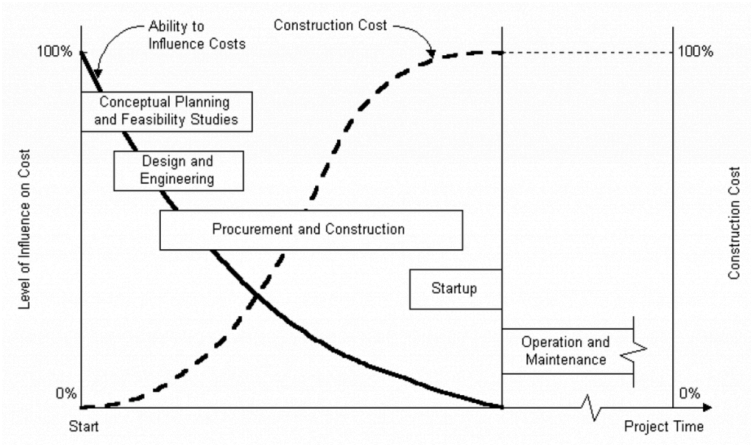 Ability to
Influence Costs
Construction Cost
100%
100%
Conceptual Planning
and Feasibility Studies
Design and
Engineering
Procurement and Construction
Startup
Operation and
Maintenance
Level of Influence on Cost
Construction Cost
0%
0%
Start
Project Time